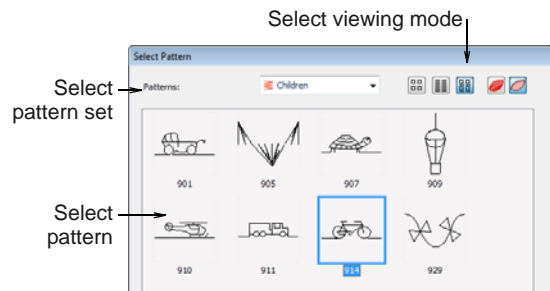 Select viewing mode
Select Pattern
Select
pattern set
Patterns:
Children
901
905
907
909
Select
pattern
910
911
914
929